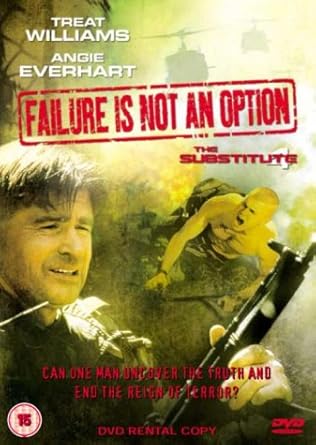 TREAT
WILLIAMS
ANGIE
EVERHART
FAILURE IS NOT AN OPTION
THE
SUBSTITUTE
4
CAN ONE MAN UNCOVER THE TRUTH AND
END THE REIGN OF TERROR?
15
DVD RENTAL COPY
DVD